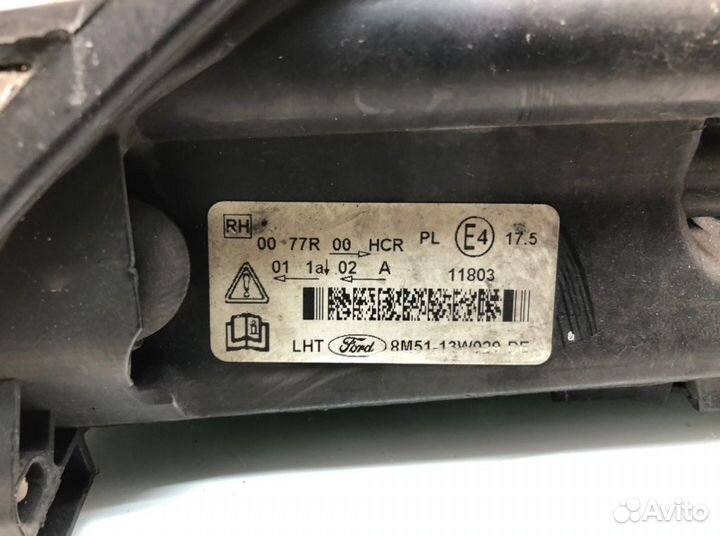 RH
00 77R 00 HCR PL E4 17.5
01 1a 02 A 11803
LHT Ford 8M51-13W029-DE
Avito